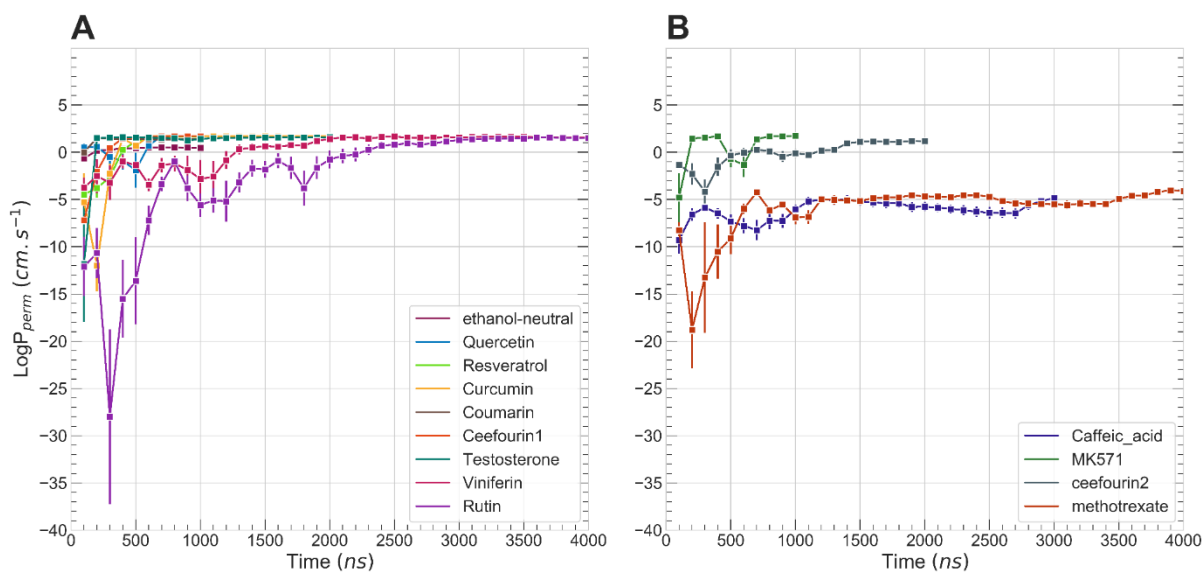 A
B
LogP_perm (cm.s⁻¹)
5
0
−5
−10
−15
−20
−25
−30
−35
−40
0 500 1000 1500 2000 2500 3000 3500 4000
Time (ns)
ethanol-neutral
Quercetin
Resveratrol
Curcumin
Coumarin
Ceefourin1
Testosterone
Viniferin
Rutin
5
0
−5
−10
−15
−20
−25
−30
−35
−40
0 500 1000 1500 2000 2500 3000 3500 4000
Time (ns)
Caffeic_acid
MK571
ceefourin2
methotrexate